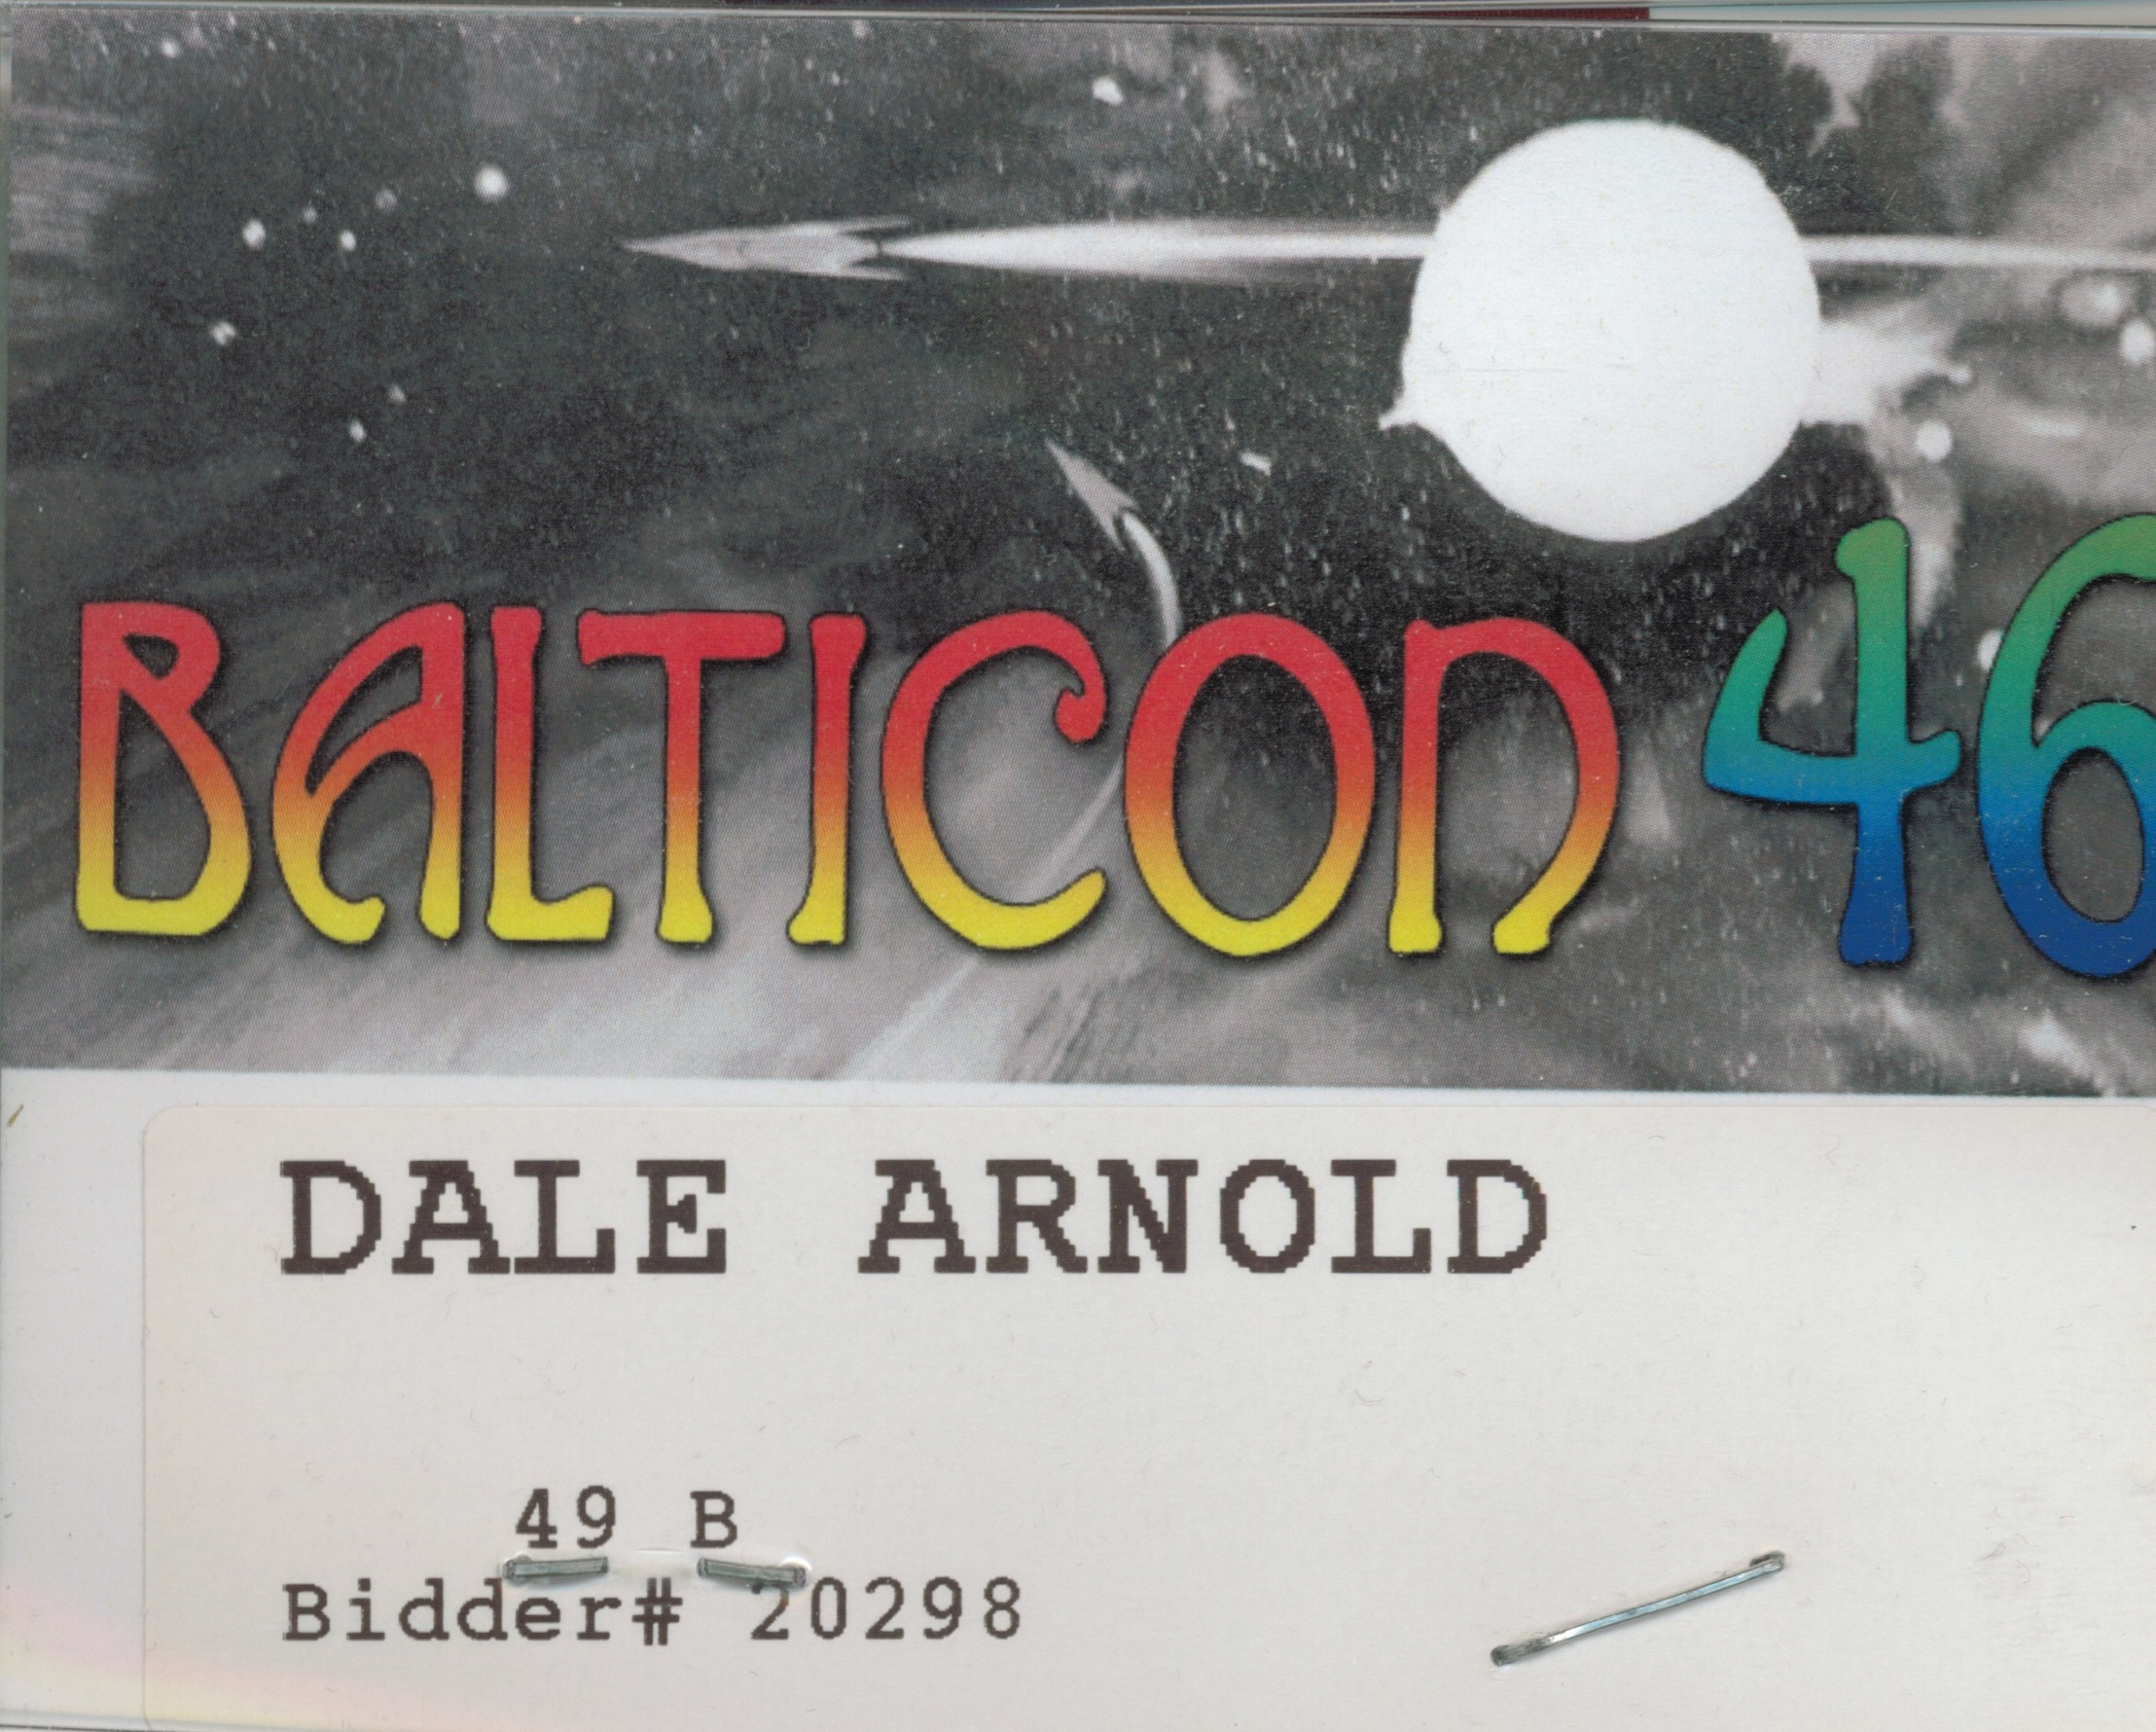 BALTICON 46
DALE ARNOLD
49 B
Bidder# 20298